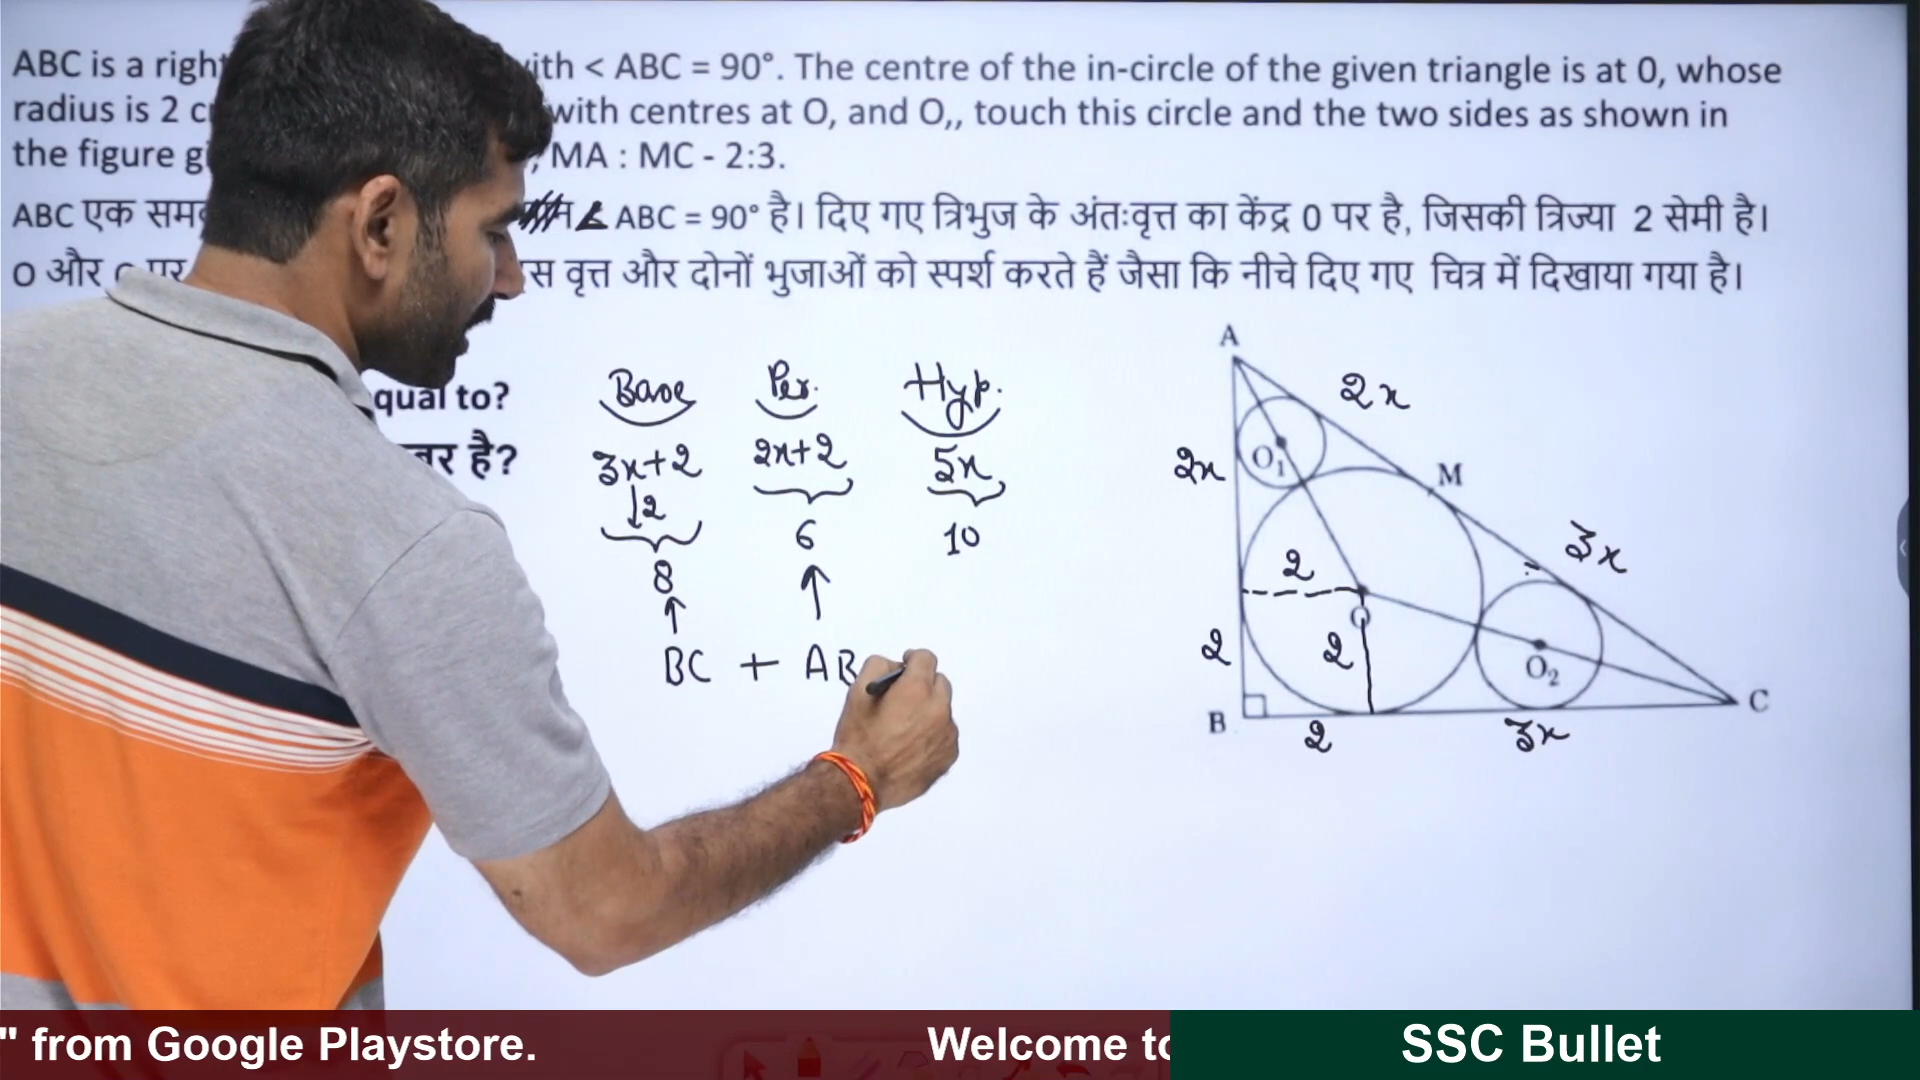 ABC is a right with < ABC = 90°. The centre of the in-circle of the given triangle is at 0, whose
radius is 2 with centres at O, and O,, touch this circle and the two sides as shown in
the figure MA : MC - 2:3.
ABC एक ABC = 90° है। दिए गए त्रिभुज के अंतःवृत्त का केंद्र 0 पर है, जिसकी त्रिज्या 2 सेमी है।
o और पर वृत्त और दोनों भुजाओं को स्पर्श करते हैं जैसा कि नीचे दिए गए चित्र में दिखाया गया है।
qual to?
है?
Base Per. Hyp.
3x+2 2x+2 5x
↓2
8 6 10
↑ ↑
BC + AB
A
2x
O1
2x
M
3x
2
O
2 2
O2
B C
2 3x
" from Google Playstore. Welcome to SSC Bullet